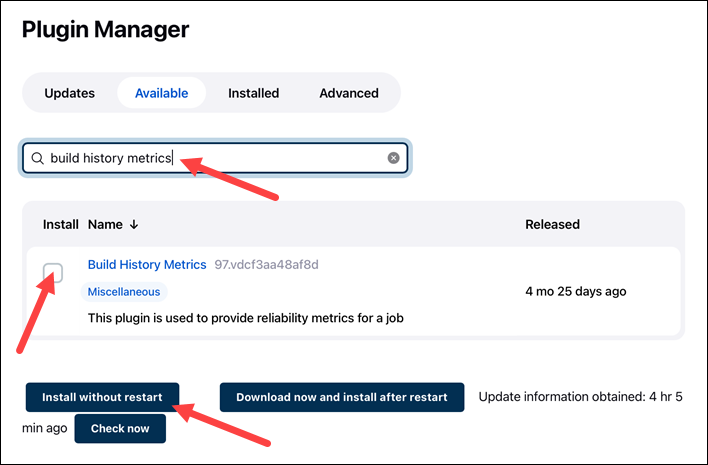 Plugin Manager
Updates Available Installed Advanced
build history metrics
Install Name ↓ Released
Build History Metrics 97.vdcf3aa48af8d
Miscellaneous
4 mo 25 days ago
This plugin is used to provide reliability metrics for a job
Install without restart Download now and install after restart Update information obtained: 4 hr 5
min ago Check now